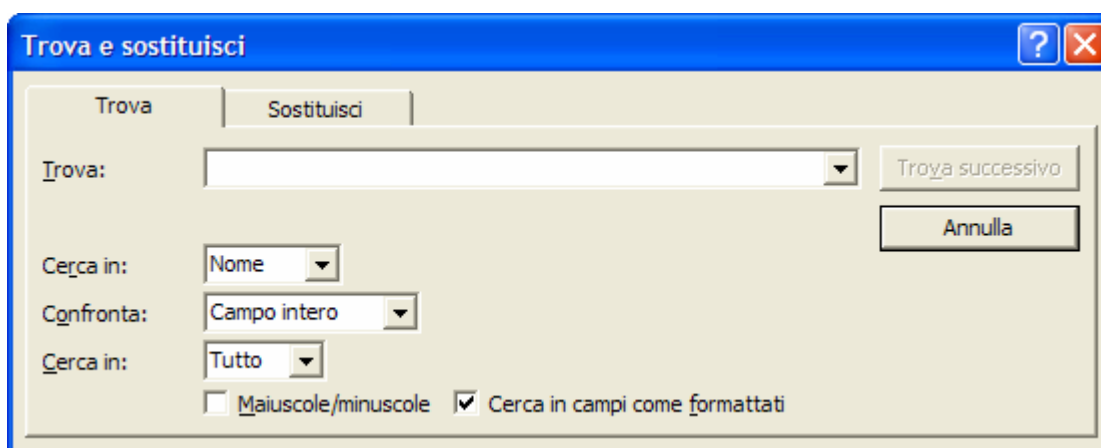 Trova e sostituisci
Trova Sostituisci
Trova: Trova successivo
Annulla
Cerca in: Nome
Confronta: Campo intero
Cerca in: Tutto
Maiuscole/minuscole Cerca in campi come formattati